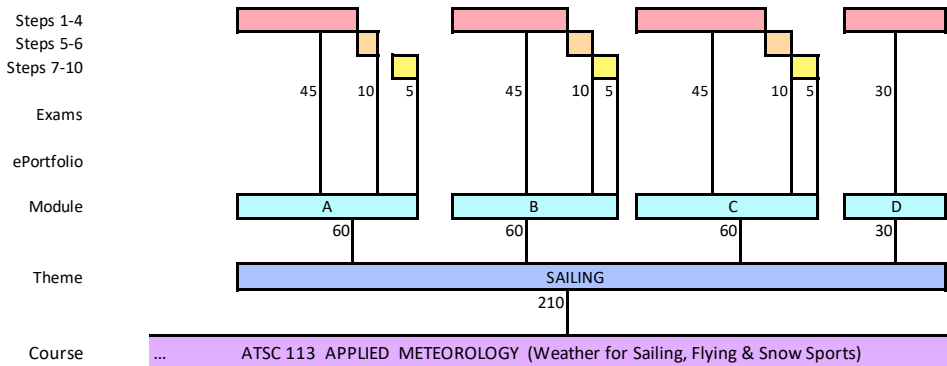 Steps 1-4
Steps 5-6
Steps 7-10
45 10 5 45 10 5 45 10 5 30
Exams
ePortfolio
Module A B C D
60 60 60 30
Theme SAILING
210
Course ... ATSC 113 APPLIED METEOROLOGY (Weather for Sailing, Flying & Snow Sports)